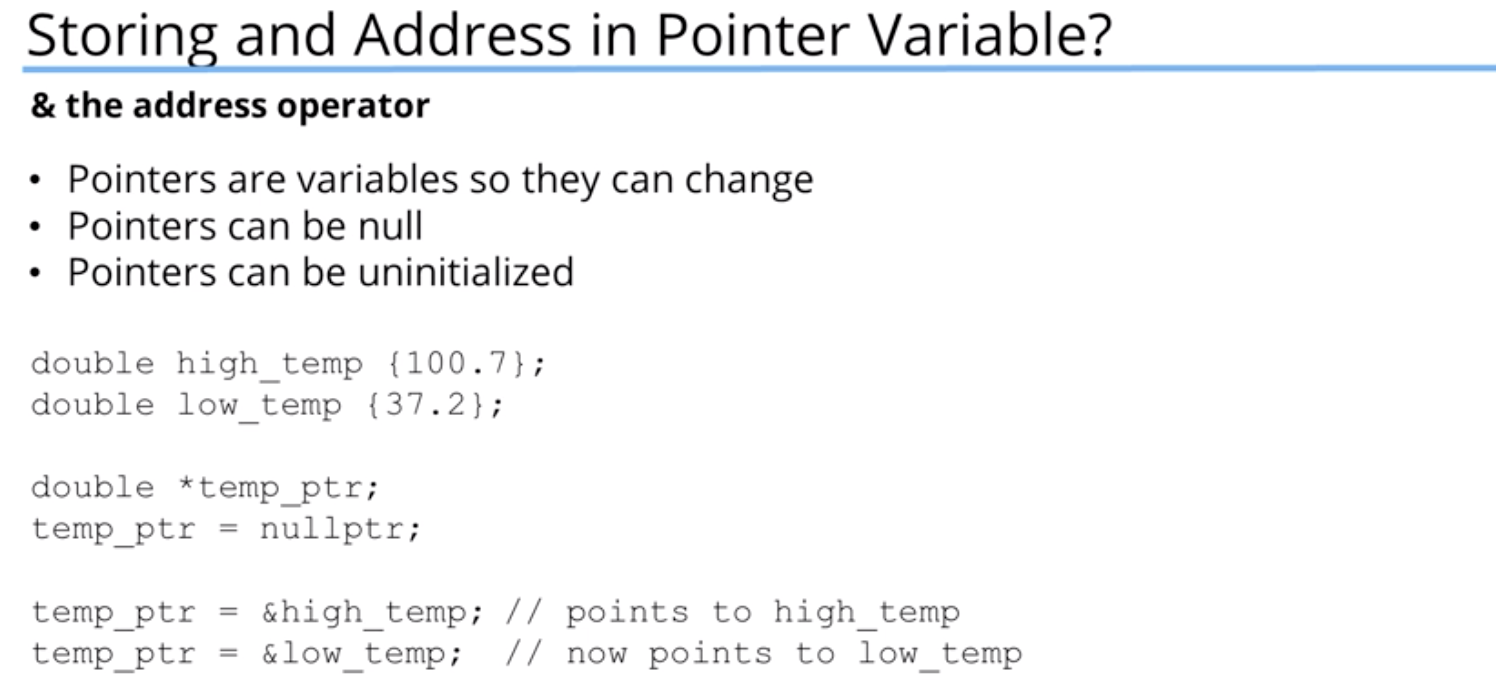 Storing and Address in Pointer Variable?
& the address operator
• Pointers are variables so they can change
• Pointers can be null
• Pointers can be uninitialized
double high_temp {100.7};
double low_temp {37.2};
double *temp_ptr;
temp_ptr = nullptr;
temp_ptr = &high_temp; // points to high_temp
temp_ptr = &low_temp;  // now points to low_temp